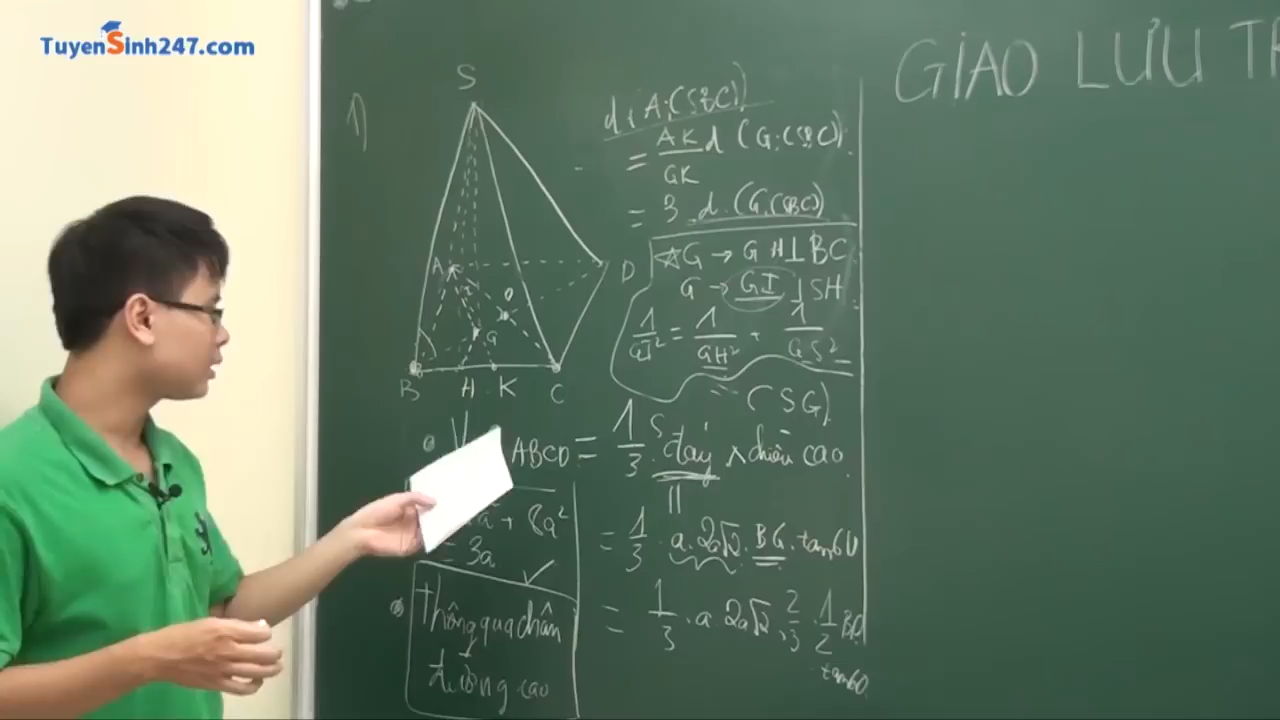 TuyenSinh247.com
GIAO LƯU TR
1)
S
A
I
O
D
G
B H K C
d(A;(SBC))
= AK/GK d(G;(SBC))
= 3 d(G,(SBC))
G → GH⊥BC
G → GI ⊥ SH
1/GI² = 1/GH² + 1/GS²
(SG)
V ABCD = 1/3 . S đáy x chiều cao
+ 8a²
= 3a
= 1/3 . a.2a√2 . BG . tan60
= 1/3 . a 2a√2 . 2/3 . 1/2 BD
tan60
thông qua chân
đường cao